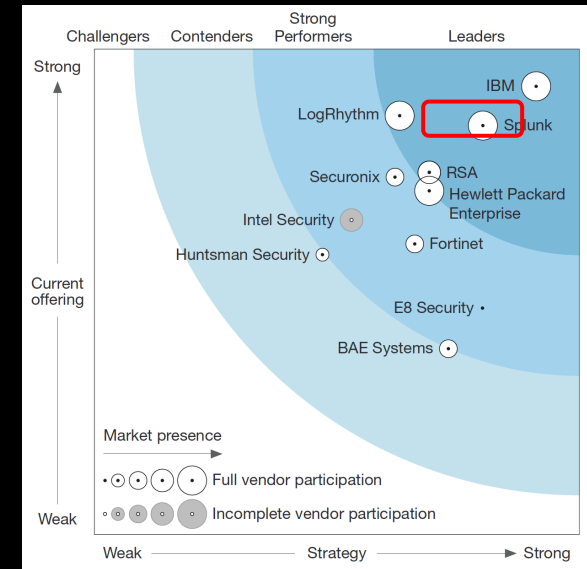 Strong
Challengers Contenders Performers Leaders
Strong
IBM
LogRhythm
Splunk
Securonix
RSA
Hewlett Packard
Enterprise
Intel Security
Fortinet
Huntsman Security
Current
offering
E8 Security
BAE Systems
Market presence
Full vendor participation
Incomplete vendor participation
Weak
Weak Strategy Strong